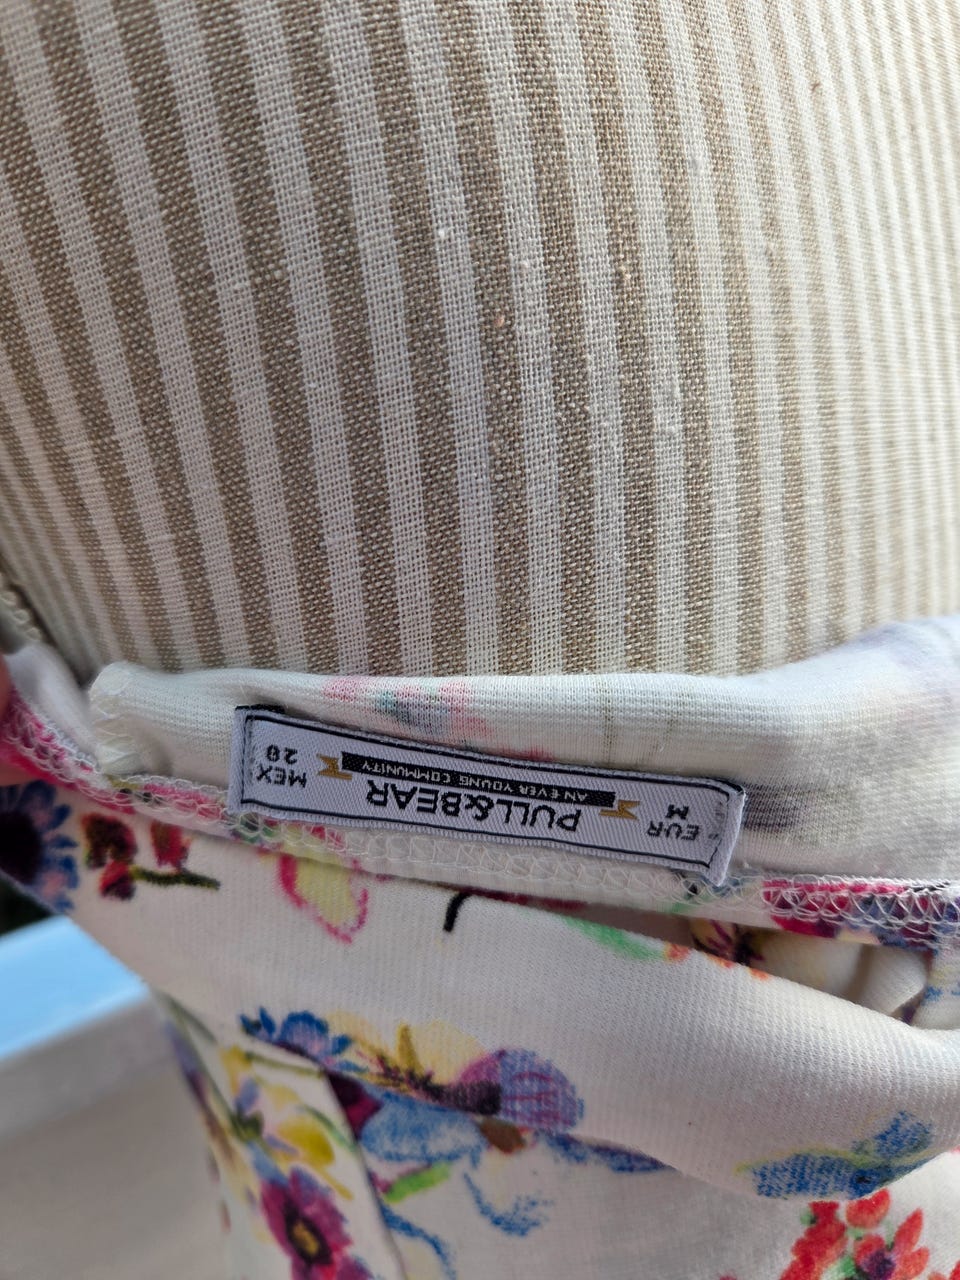 EUR
M
PULL&BEAR
AN EVER YOUNG COMMUNITY
MEX
28